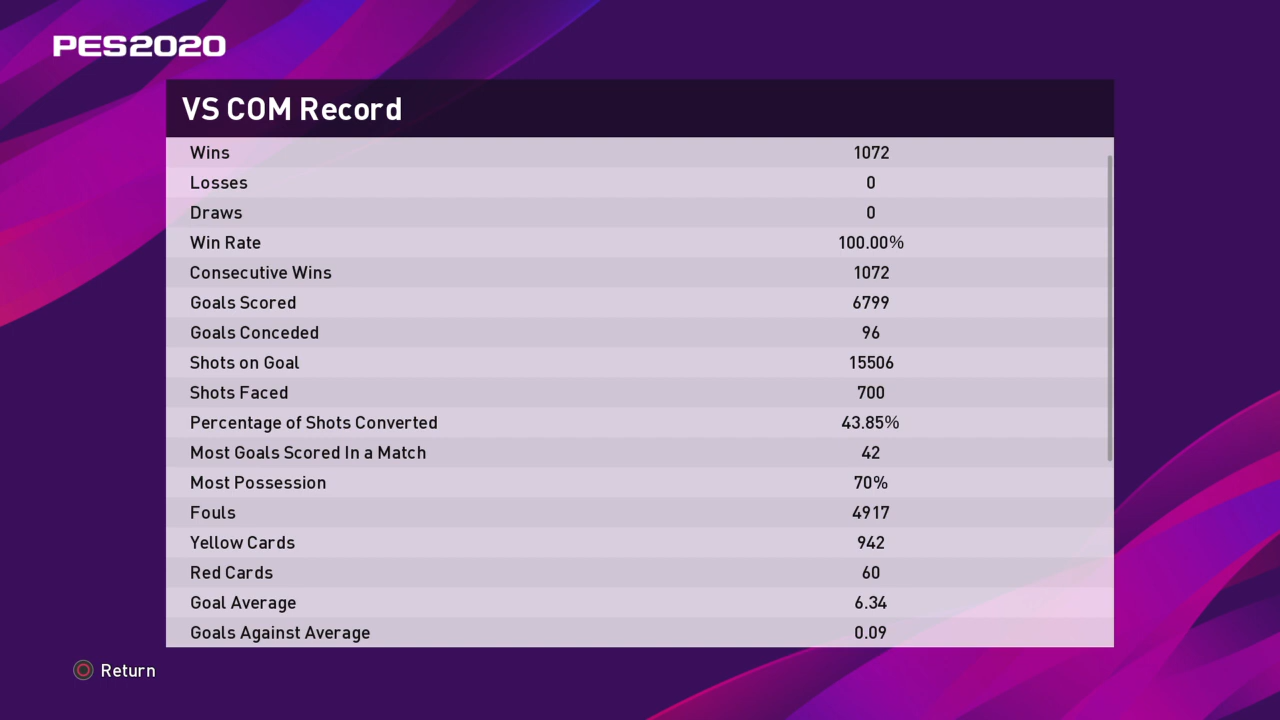 PES2020
VS COM Record
Wins 1072
Losses 0
Draws 0
Win Rate 100.00%
Consecutive Wins 1072
Goals Scored 6799
Goals Conceded 96
Shots on Goal 15506
Shots Faced 700
Percentage of Shots Converted 43.85%
Most Goals Scored In a Match 42
Most Possession 70%
Fouls 4917
Yellow Cards 942
Red Cards 60
Goal Average 6.34
Goals Against Average 0.09
Return